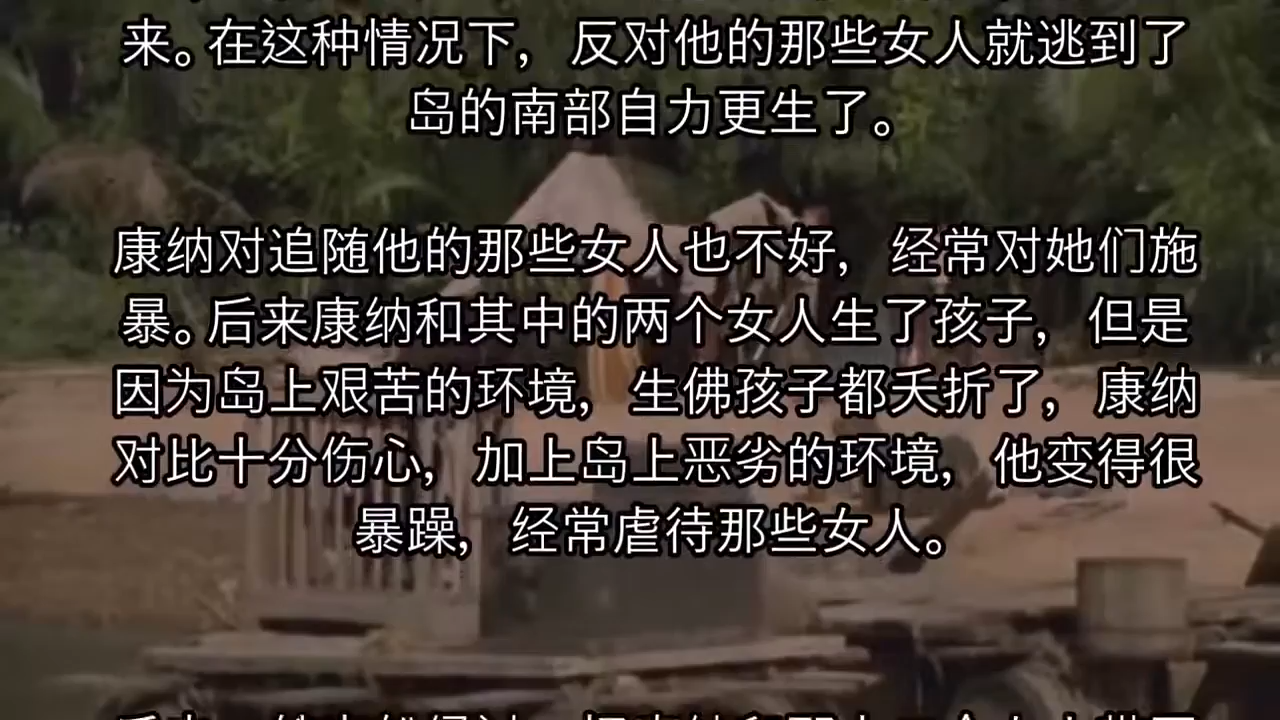 来。在这种情况下，反对他的那些女人就逃到了
岛的南部自力更生了。
康纳对追随他的那些女人也不好，经常对她们施
暴。后来康纳和其中的两个女人生了孩子，但是
因为岛上艰苦的环境，生佛孩子都夭折了，康纳
对比十分伤心，加上岛上恶劣的环境，他变得很
暴躁，经常虐待那些女人。